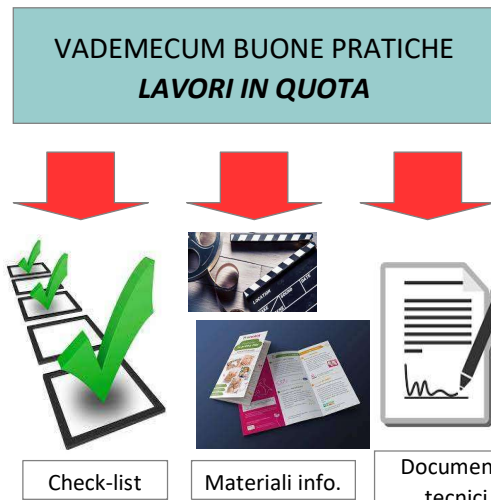 VADEMECUM BUONE PRATICHE
LAVORI IN QUOTA
Check-list
Materiali info.
Documen
tecnici